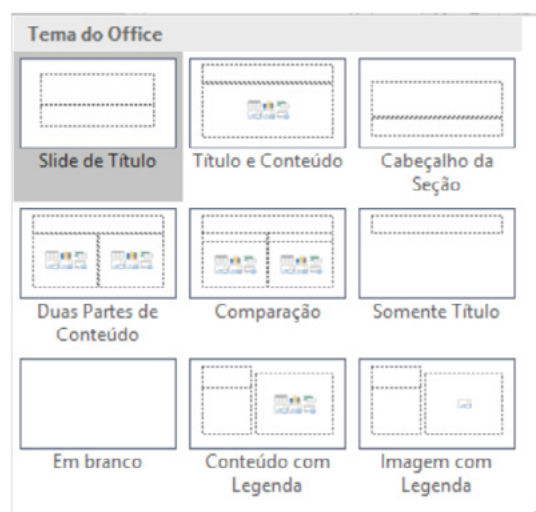 Tema do Office
Slide de Título
Título e Conteúdo
Cabeçalho da
Seção
Duas Partes de
Conteúdo
Comparação
Somente Título
Em branco
Conteúdo com
Legenda
Imagem com
Legenda